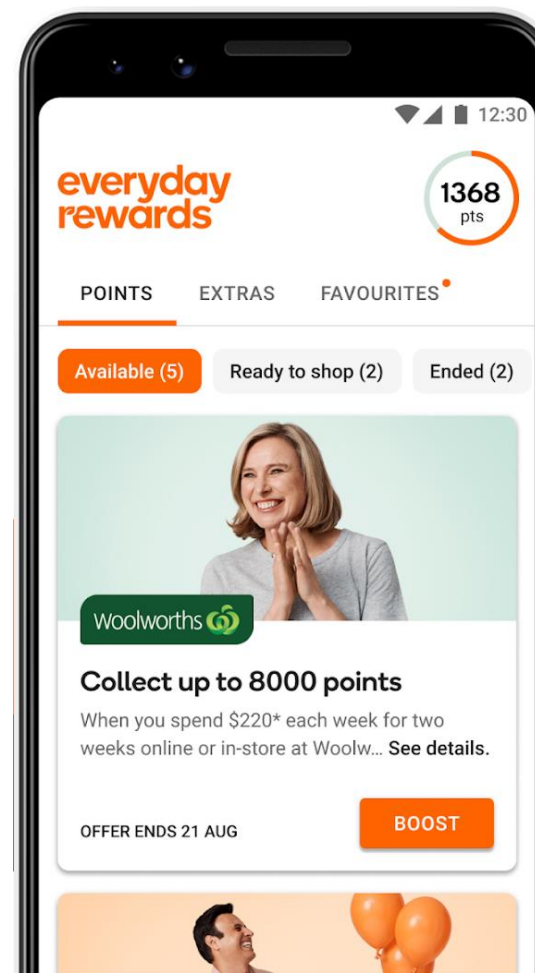 12:30
everyday
rewards
1368
pts
POINTS EXTRAS FAVOURITES
Available (5) Ready to shop (2) Ended (2)
Woolworths
Collect up to 8000 points
When you spend $220* each week for two
weeks online or in-store at Woolw... See details.
OFFER ENDS 21 AUG
BOOST